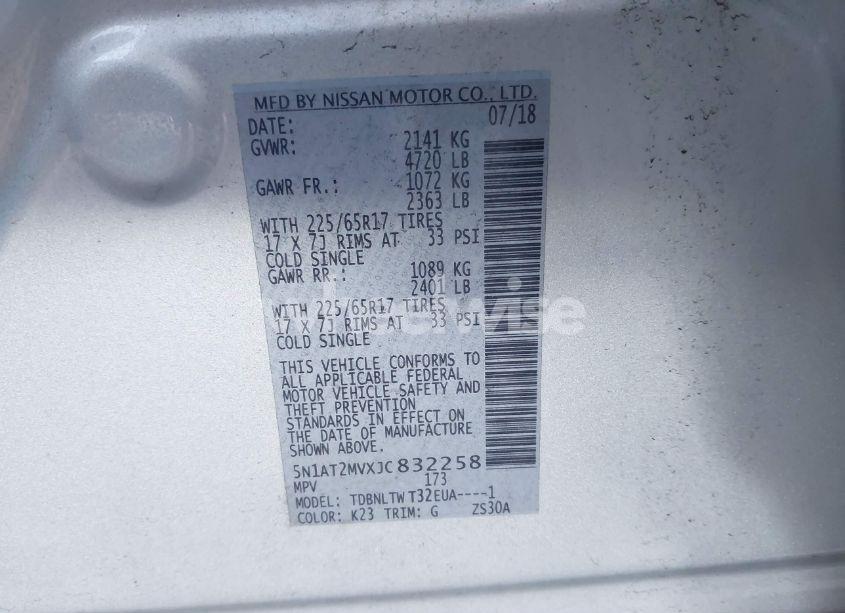 MFD BY NISSAN MOTOR CO., LTD.
DATE: 07/18
GVWR: 2141 KG
4720 LB
GAWR FR.: 1072 KG
2363 LB
WITH 225/65R17 TIRES
17 X 7J RIMS AT 33 PSI
COLD SINGLE
GAWR RR.: 1089 KG
2401 LB
WITH 225/65R17 TIRES
17 X 7J RIMS AT 33 PSI
COLD SINGLE
THIS VEHICLE CONFORMS TO
ALL APPLICABLE FEDERAL
MOTOR VEHICLE SAFETY AND
THEFT PREVENTION
STANDARDS IN EFFECT ON
THE DATE OF MANUFACTURE
SHOWN ABOVE.
5N1AT2MVXJC832258
MPV 173
MODEL: TDBNLTW T32EUA----1
COLOR: K23 TRIM: G ZS30A